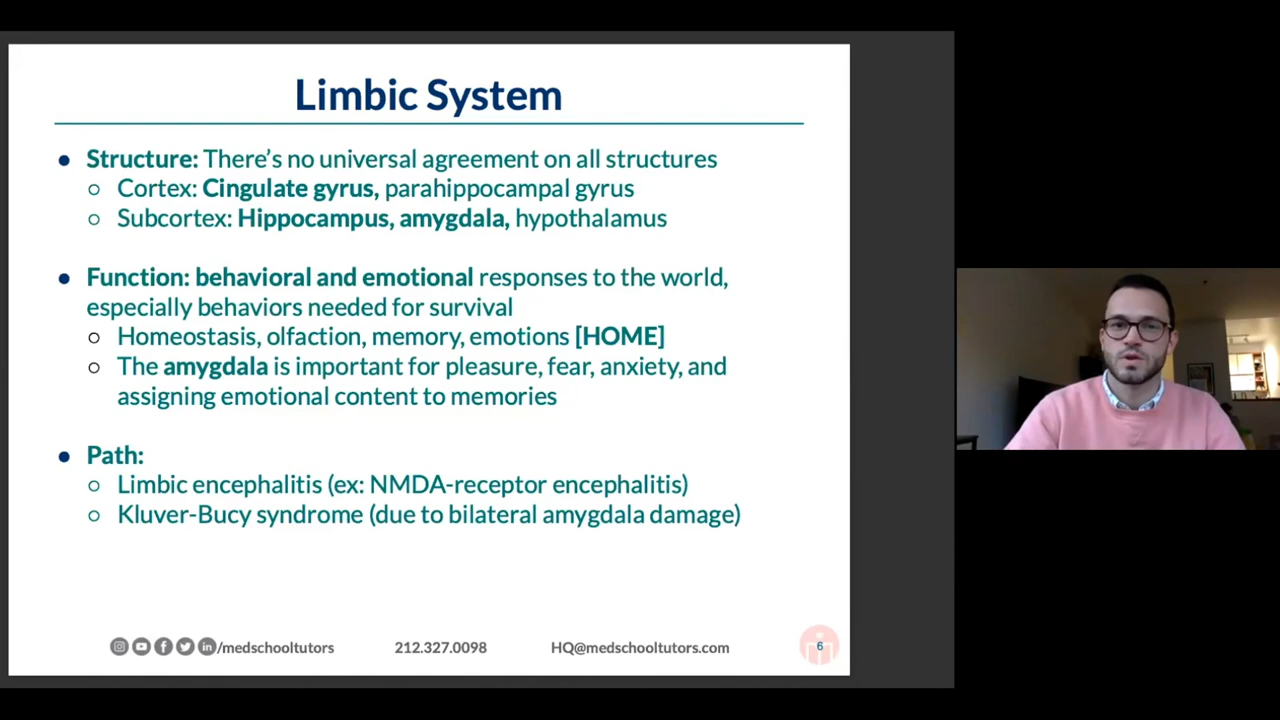 Limbic System
● Structure: There's no universal agreement on all structures
○ Cortex: Cingulate gyrus, parahippocampal gyrus
○ Subcortex: Hippocampus, amygdala, hypothalamus
● Function: behavioral and emotional responses to the world,
especially behaviors needed for survival
○ Homeostasis, olfaction, memory, emotions [HOME]
○ The amygdala is important for pleasure, fear, anxiety, and
assigning emotional content to memories
● Path:
○ Limbic encephalitis (ex: NMDA-receptor encephalitis)
○ Kluver-Bucy syndrome (due to bilateral amygdala damage)
/medschooltutors 212.327.0098 HQ@medschooltutors.com 6